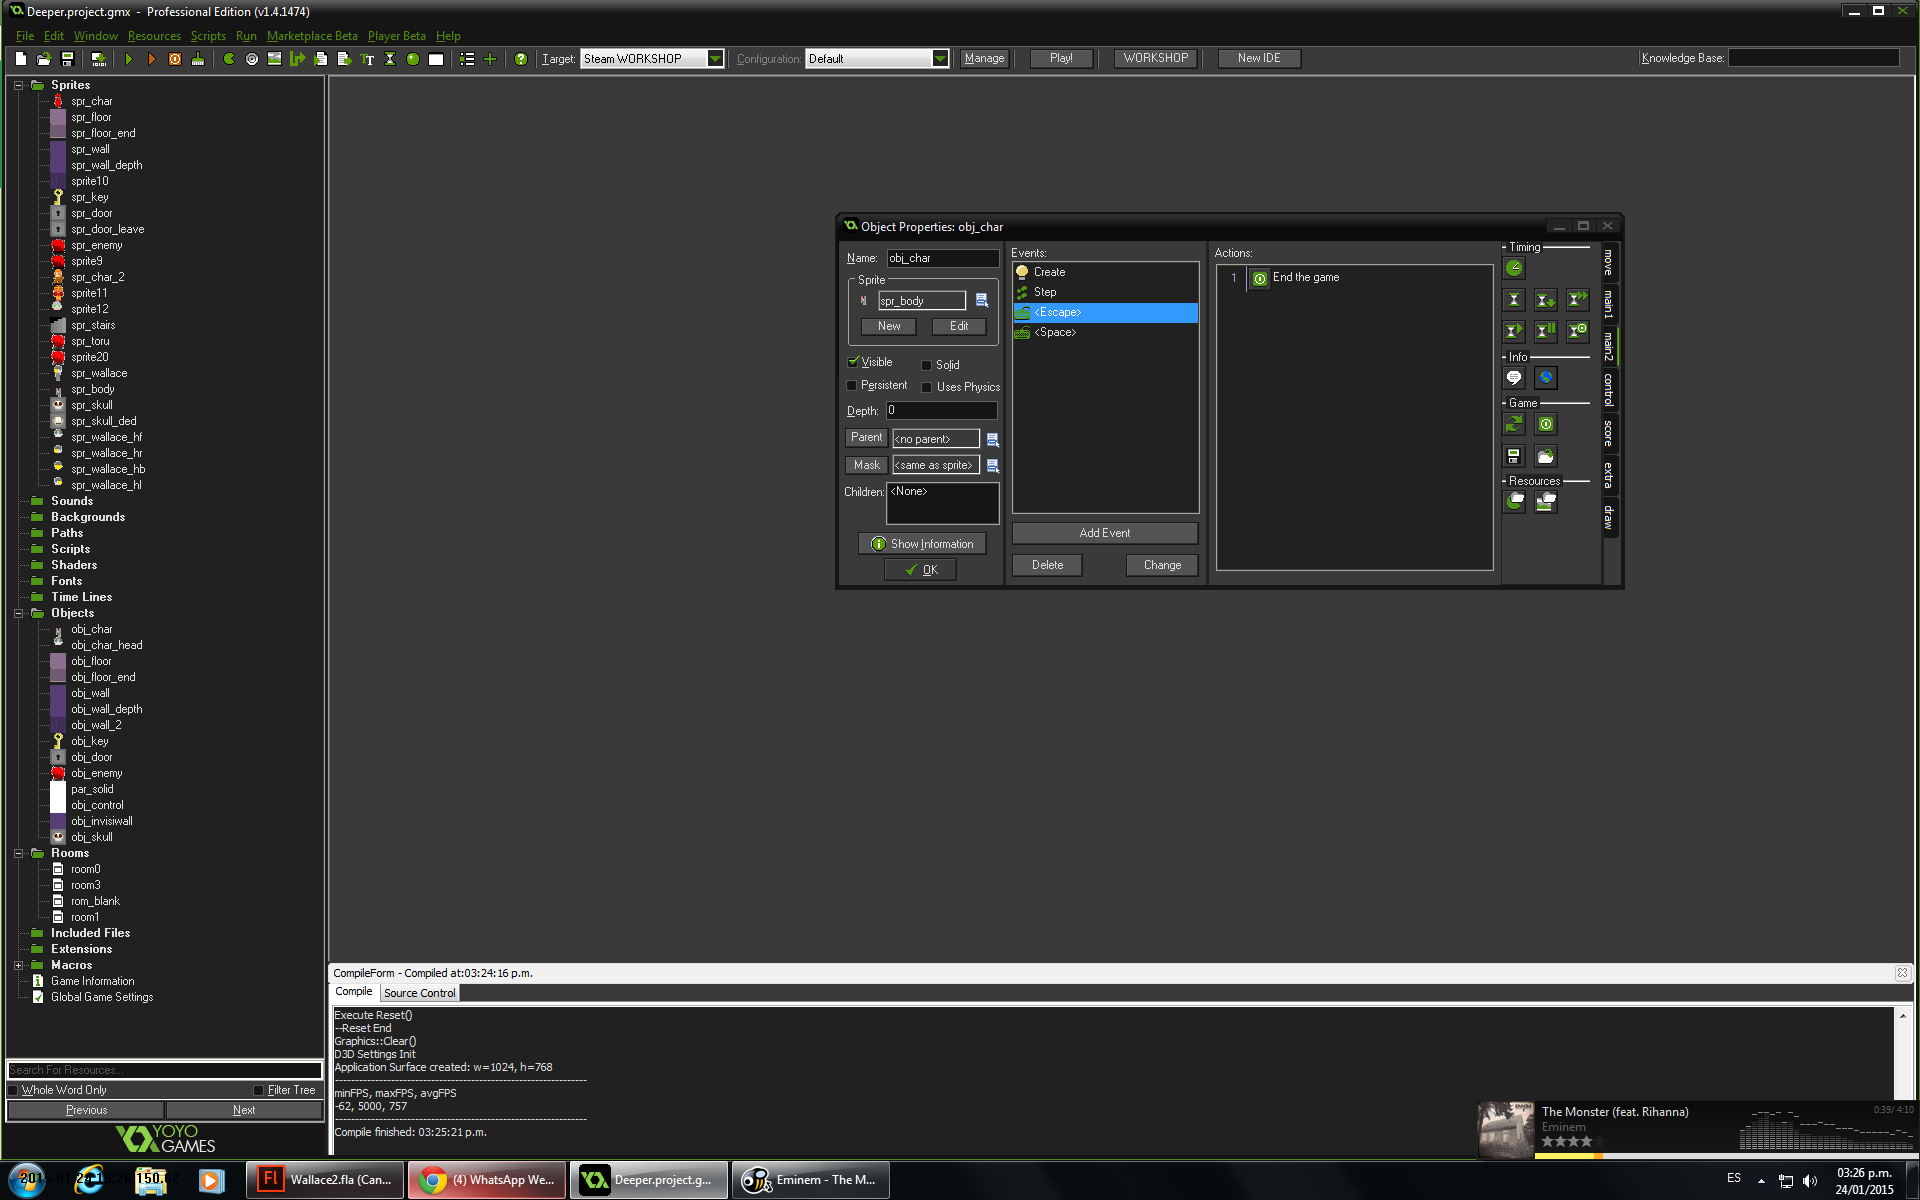 Deeper.project.gmx - Professional Edition (v1.4.1474)
File Edit Window Resources Scripts Run Marketplace Beta Player Beta Help
Target: Steam WORKSHOP Configuration: Default Manage Play! WORKSHOP New IDE Knowledge Base:
Sprites
spr_char
spr_floor
spr_floor_end
spr_wall
spr_wall_depth
sprite10
spr_key
spr_door
spr_door_leave
spr_enemy
sprite9
spr_char_2
sprite11
sprite12
spr_stairs
spr_toru
sprite20
spr_wallace
spr_body
spr_skull
spr_skull_ded
spr_wallace_hf
spr_wallace_hr
spr_wallace_hb
spr_wallace_hl
Sounds
Backgrounds
Paths
Scripts
Shaders
Fonts
Time Lines
Objects
obj_char
obj_char_head
obj_floor
obj_floor_end
obj_wall
obj_wall_depth
obj_wall_2
obj_key
obj_door
obj_enemy
par_solid
obj_control
obj_invisiwall
obj_skull
Rooms
room0
room3
rom_blank
room1
Included Files
Extensions
Macros
Game Information
Global Game Settings
Search For Resources...
Whole Word Only Filter Tree
Previous Next
YOYO
GAMES
Object Properties: obj_char
Name: obj_char
Sprite
spr_body
New Edit
Visible Solid
Persistent Uses Physics
Depth: 0
Parent <no parent>
Mask <same as sprite>
Children: <None>
Show Information
OK
Events:
Create
Step
<Escape>
<Space>
Add Event
Delete Change
Actions:
1 End the game
Timing
Info
Game
Resources
move
main1
main2
control
score
extra
draw
CompileForm - Compiled at:03:24:16 p.m.
Compile Source Control
Execute Reset()
--Reset End
Graphics::Clear()
D3D Settings Init
Application Surface created: w=1024, h=768
minFPS, maxFPS, avgFPS
-62, 5000, 757
Compile finished: 03:25:21 p.m.
The Monster (feat. Rihanna) 0:39/ 4:10
Eminem
Wallace2.fla (Can... (4) WhatsApp We... Deeper.project.g... Eminem - The M...
ES 03:26 p.m.
24/01/2015